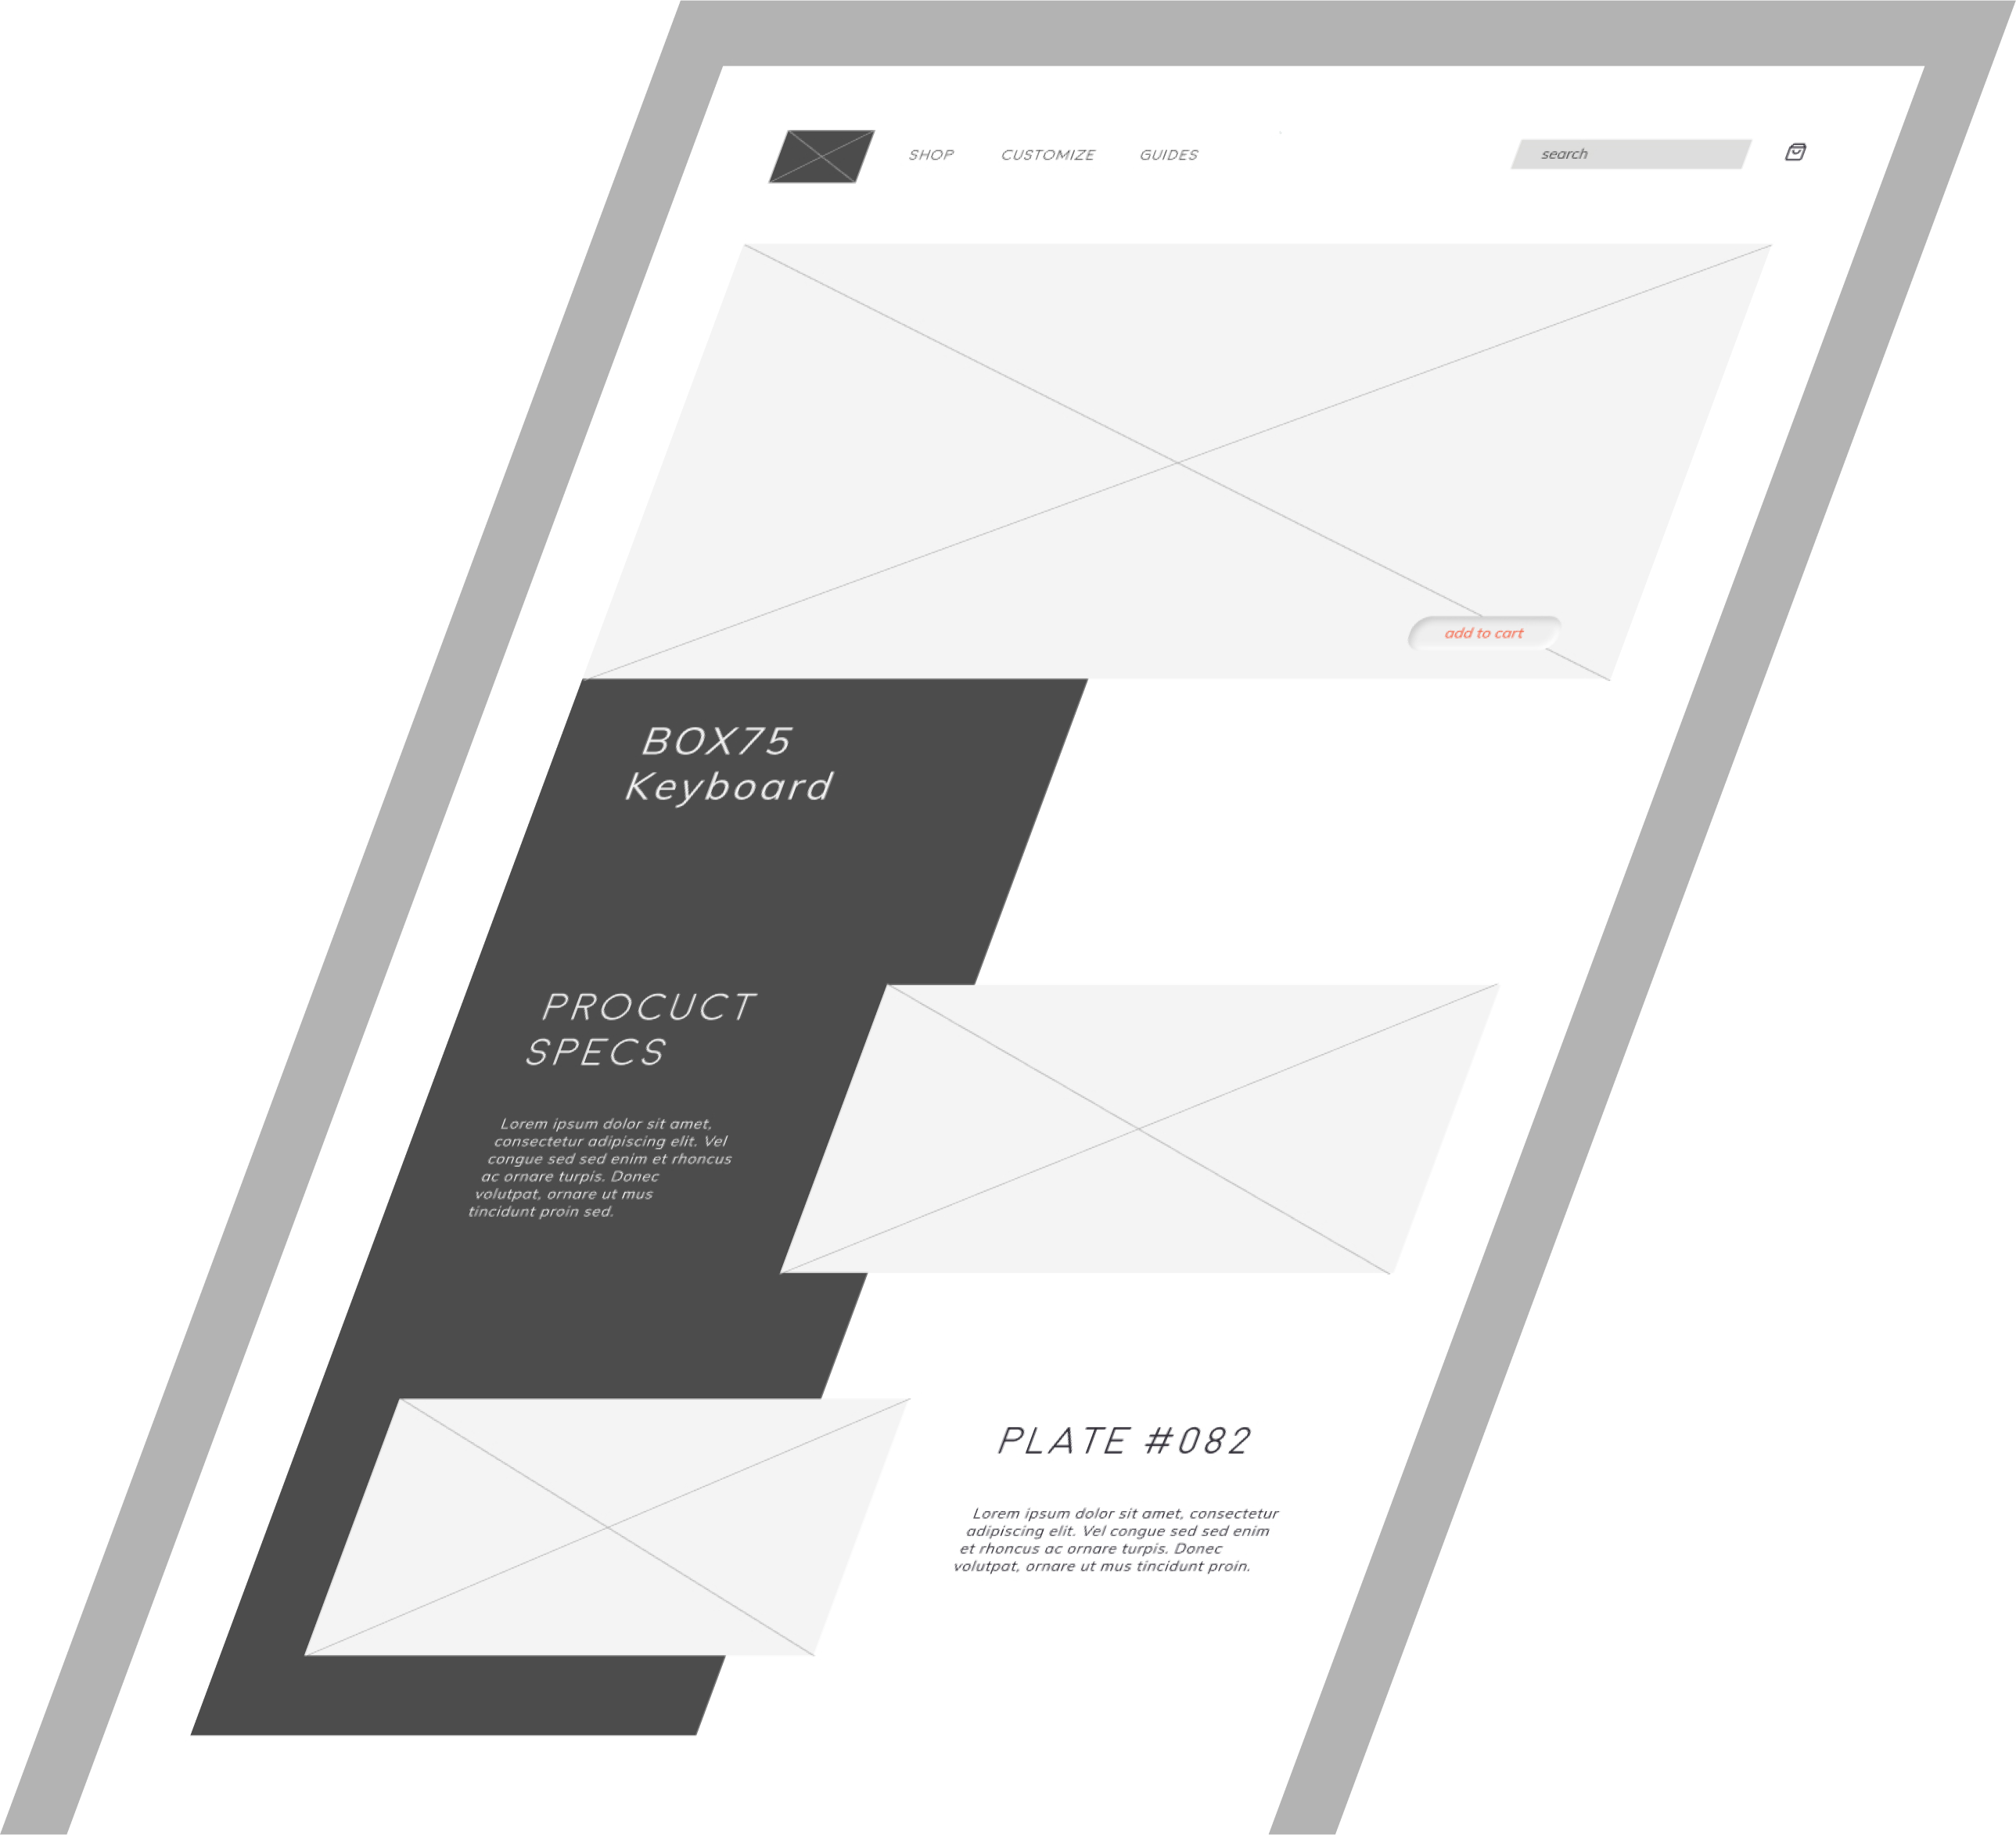 SHOP CUSTOMIZE GUIDES search
add to cart
BOX75
Keyboard
PROCUCT
SPECS
Lorem ipsum dolor sit amet,
consectetur adipiscing elit. Vel
congue sed sed enim et rhoncus
ac ornare turpis. Donec
volutpat, ornare ut mus
tincidunt proin sed.
PLATE #082
Lorem ipsum dolor sit amet, consectetur
adipiscing elit. Vel congue sed sed enim
et rhoncus ac ornare turpis. Donec
volutpat, ornare ut mus tincidunt proin.